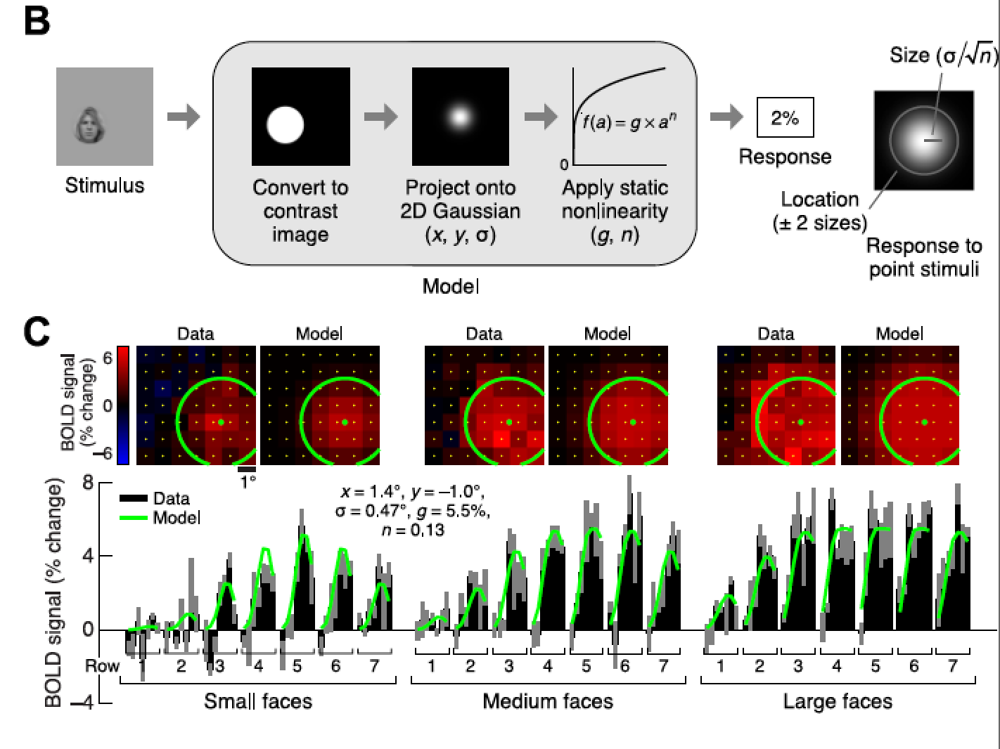 B
Stimulus
Convert to
contrast
image
Project onto
2D Gaussian
(x, y, σ)
f(a) = g × aⁿ
0
Apply static
nonlinearity
(g, n)
Model
2%
Response
Size (σ/√n)
Location
(± 2 sizes)
Response to
point stimuli
C
Data
Model
Data
Model
Data
Model
BOLD signal
(% change)
6
0
–6
1°
BOLD signal (% change)
8
4
0
–4
Data
Model
x = 1.4°, y = –1.0°,
σ = 0.47°, g = 5.5%,
n = 0.13
Row 1 2 3 4 5 6 7
1 2 3 4 5 6 7
1 2 3 4 5 6 7
Small faces
Medium faces
Large faces